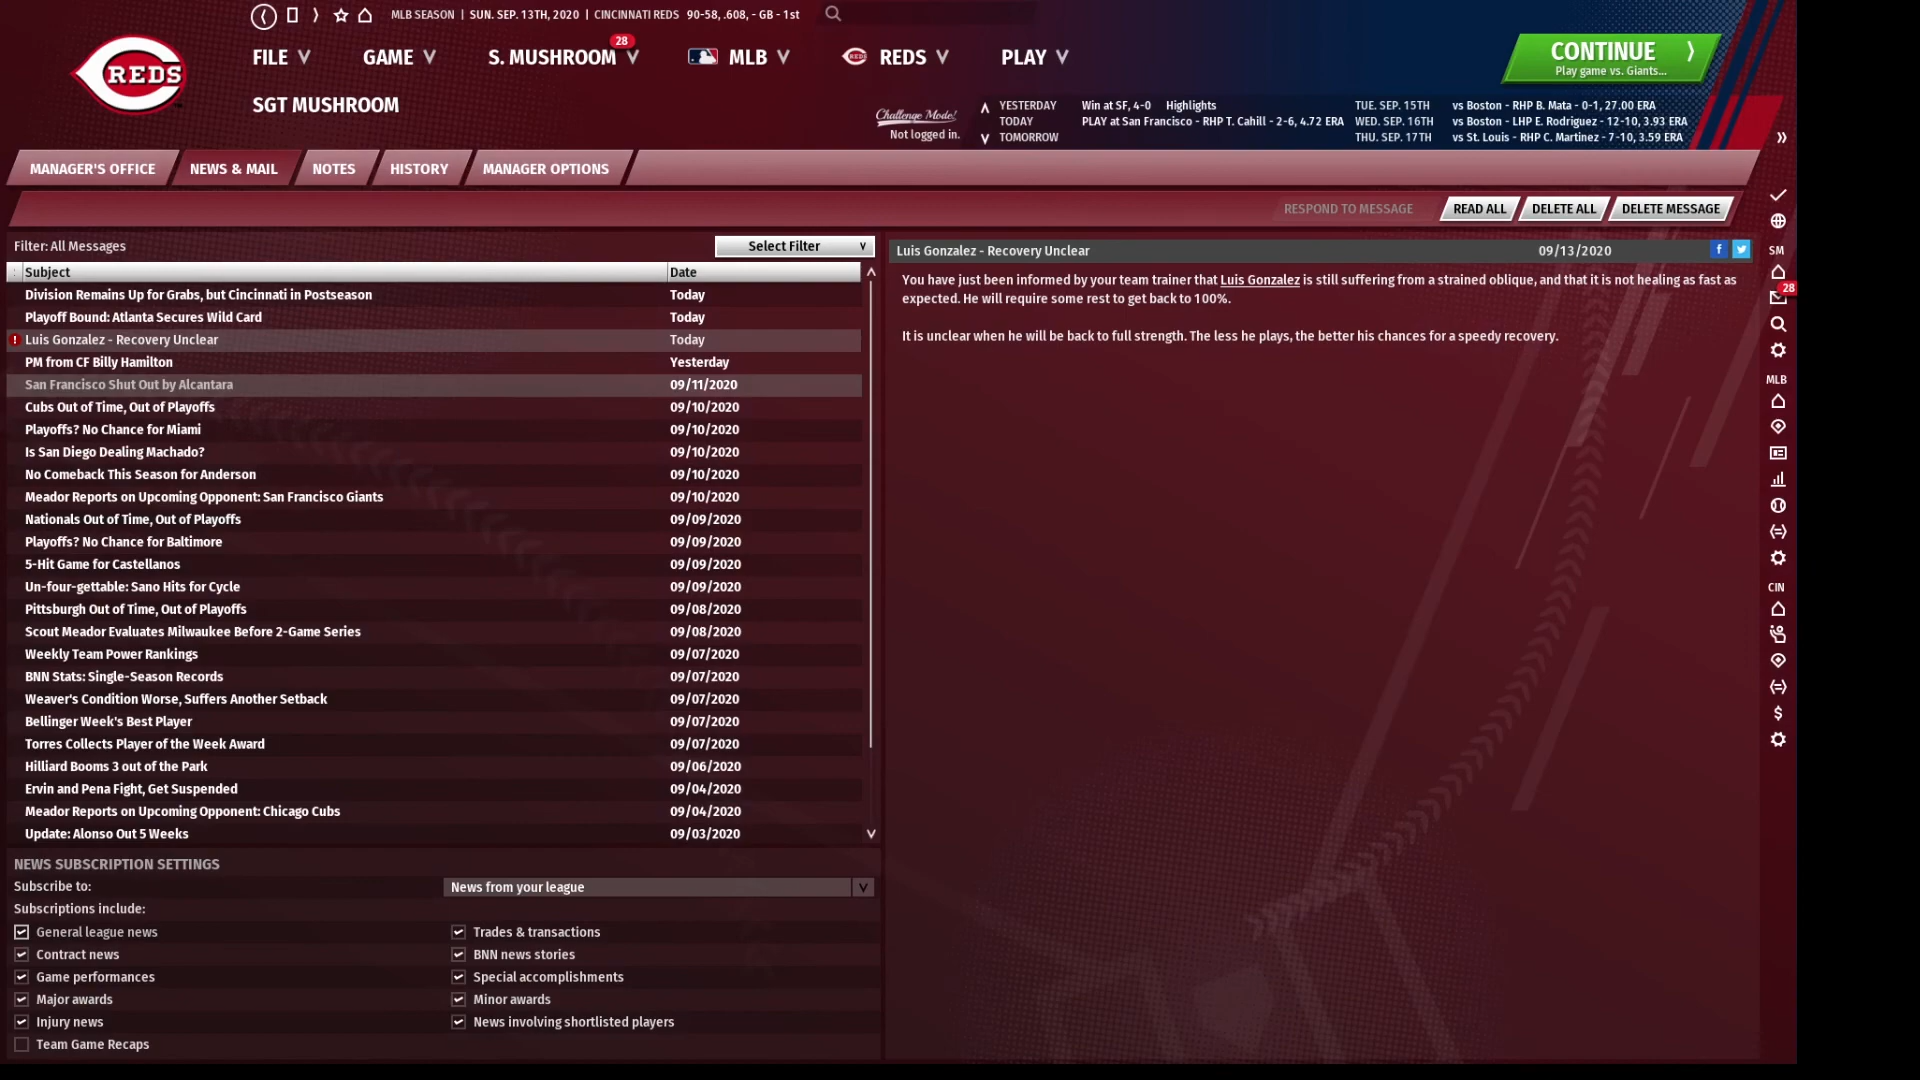 MLB SEASON | SUN. SEP. 13TH, 2020 | CINCINNATI REDS 90-58, .608, - GB - 1st
FILE GAME S. MUSHROOM 28 MLB REDS PLAY
CONTINUE
Play game vs. Giants...
REDS
SGT MUSHROOM
Challenge Mode!
Not logged in.
YESTERDAY Win at SF, 4-0 Highlights TUE. SEP. 15TH vs Boston - RHP B. Mata - 0-1, 27.00 ERA
TODAY PLAY at San Francisco - RHP T. Cahill - 2-6, 4.72 ERA WED. SEP. 16TH vs Boston - LHP E. Rodriguez - 12-10, 3.93 ERA
TOMORROW THU. SEP. 17TH vs St. Louis - RHP C. Martinez - 7-10, 3.59 ERA
MANAGER'S OFFICE NEWS & MAIL NOTES HISTORY MANAGER OPTIONS
RESPOND TO MESSAGE READ ALL DELETE ALL DELETE MESSAGE
Filter: All Messages Select Filter
Subject Date
Division Remains Up for Grabs, but Cincinnati in Postseason Today
Playoff Bound: Atlanta Secures Wild Card Today
! Luis Gonzalez - Recovery Unclear Today
PM from CF Billy Hamilton Yesterday
San Francisco Shut Out by Alcantara 09/11/2020
Cubs Out of Time, Out of Playoffs 09/10/2020
Playoffs? No Chance for Miami 09/10/2020
Is San Diego Dealing Machado? 09/10/2020
No Comeback This Season for Anderson 09/10/2020
Meador Reports on Upcoming Opponent: San Francisco Giants 09/10/2020
Nationals Out of Time, Out of Playoffs 09/09/2020
Playoffs? No Chance for Baltimore 09/09/2020
5-Hit Game for Castellanos 09/09/2020
Un-four-gettable: Sano Hits for Cycle 09/09/2020
Pittsburgh Out of Time, Out of Playoffs 09/08/2020
Scout Meador Evaluates Milwaukee Before 2-Game Series 09/08/2020
Weekly Team Power Rankings 09/07/2020
BNN Stats: Single-Season Records 09/07/2020
Weaver's Condition Worse, Suffers Another Setback 09/07/2020
Bellinger Week's Best Player 09/07/2020
Torres Collects Player of the Week Award 09/07/2020
Hilliard Booms 3 out of the Park 09/06/2020
Ervin and Pena Fight, Get Suspended 09/04/2020
Meador Reports on Upcoming Opponent: Chicago Cubs 09/04/2020
Update: Alonso Out 5 Weeks 09/03/2020
NEWS SUBSCRIPTION SETTINGS
Subscribe to: News from your league
Subscriptions include:
General league news Trades & transactions
Contract news BNN news stories
Game performances Special accomplishments
Major awards Minor awards
Injury news News involving shortlisted players
Team Game Recaps
Luis Gonzalez - Recovery Unclear 09/13/2020
You have just been informed by your team trainer that Luis Gonzalez is still suffering from a strained oblique, and that it is not healing as fast as
expected. He will require some rest to get back to 100%.
It is unclear when he will be back to full strength. The less he plays, the better his chances for a speedy recovery.
SM
28
MLB
CIN
$